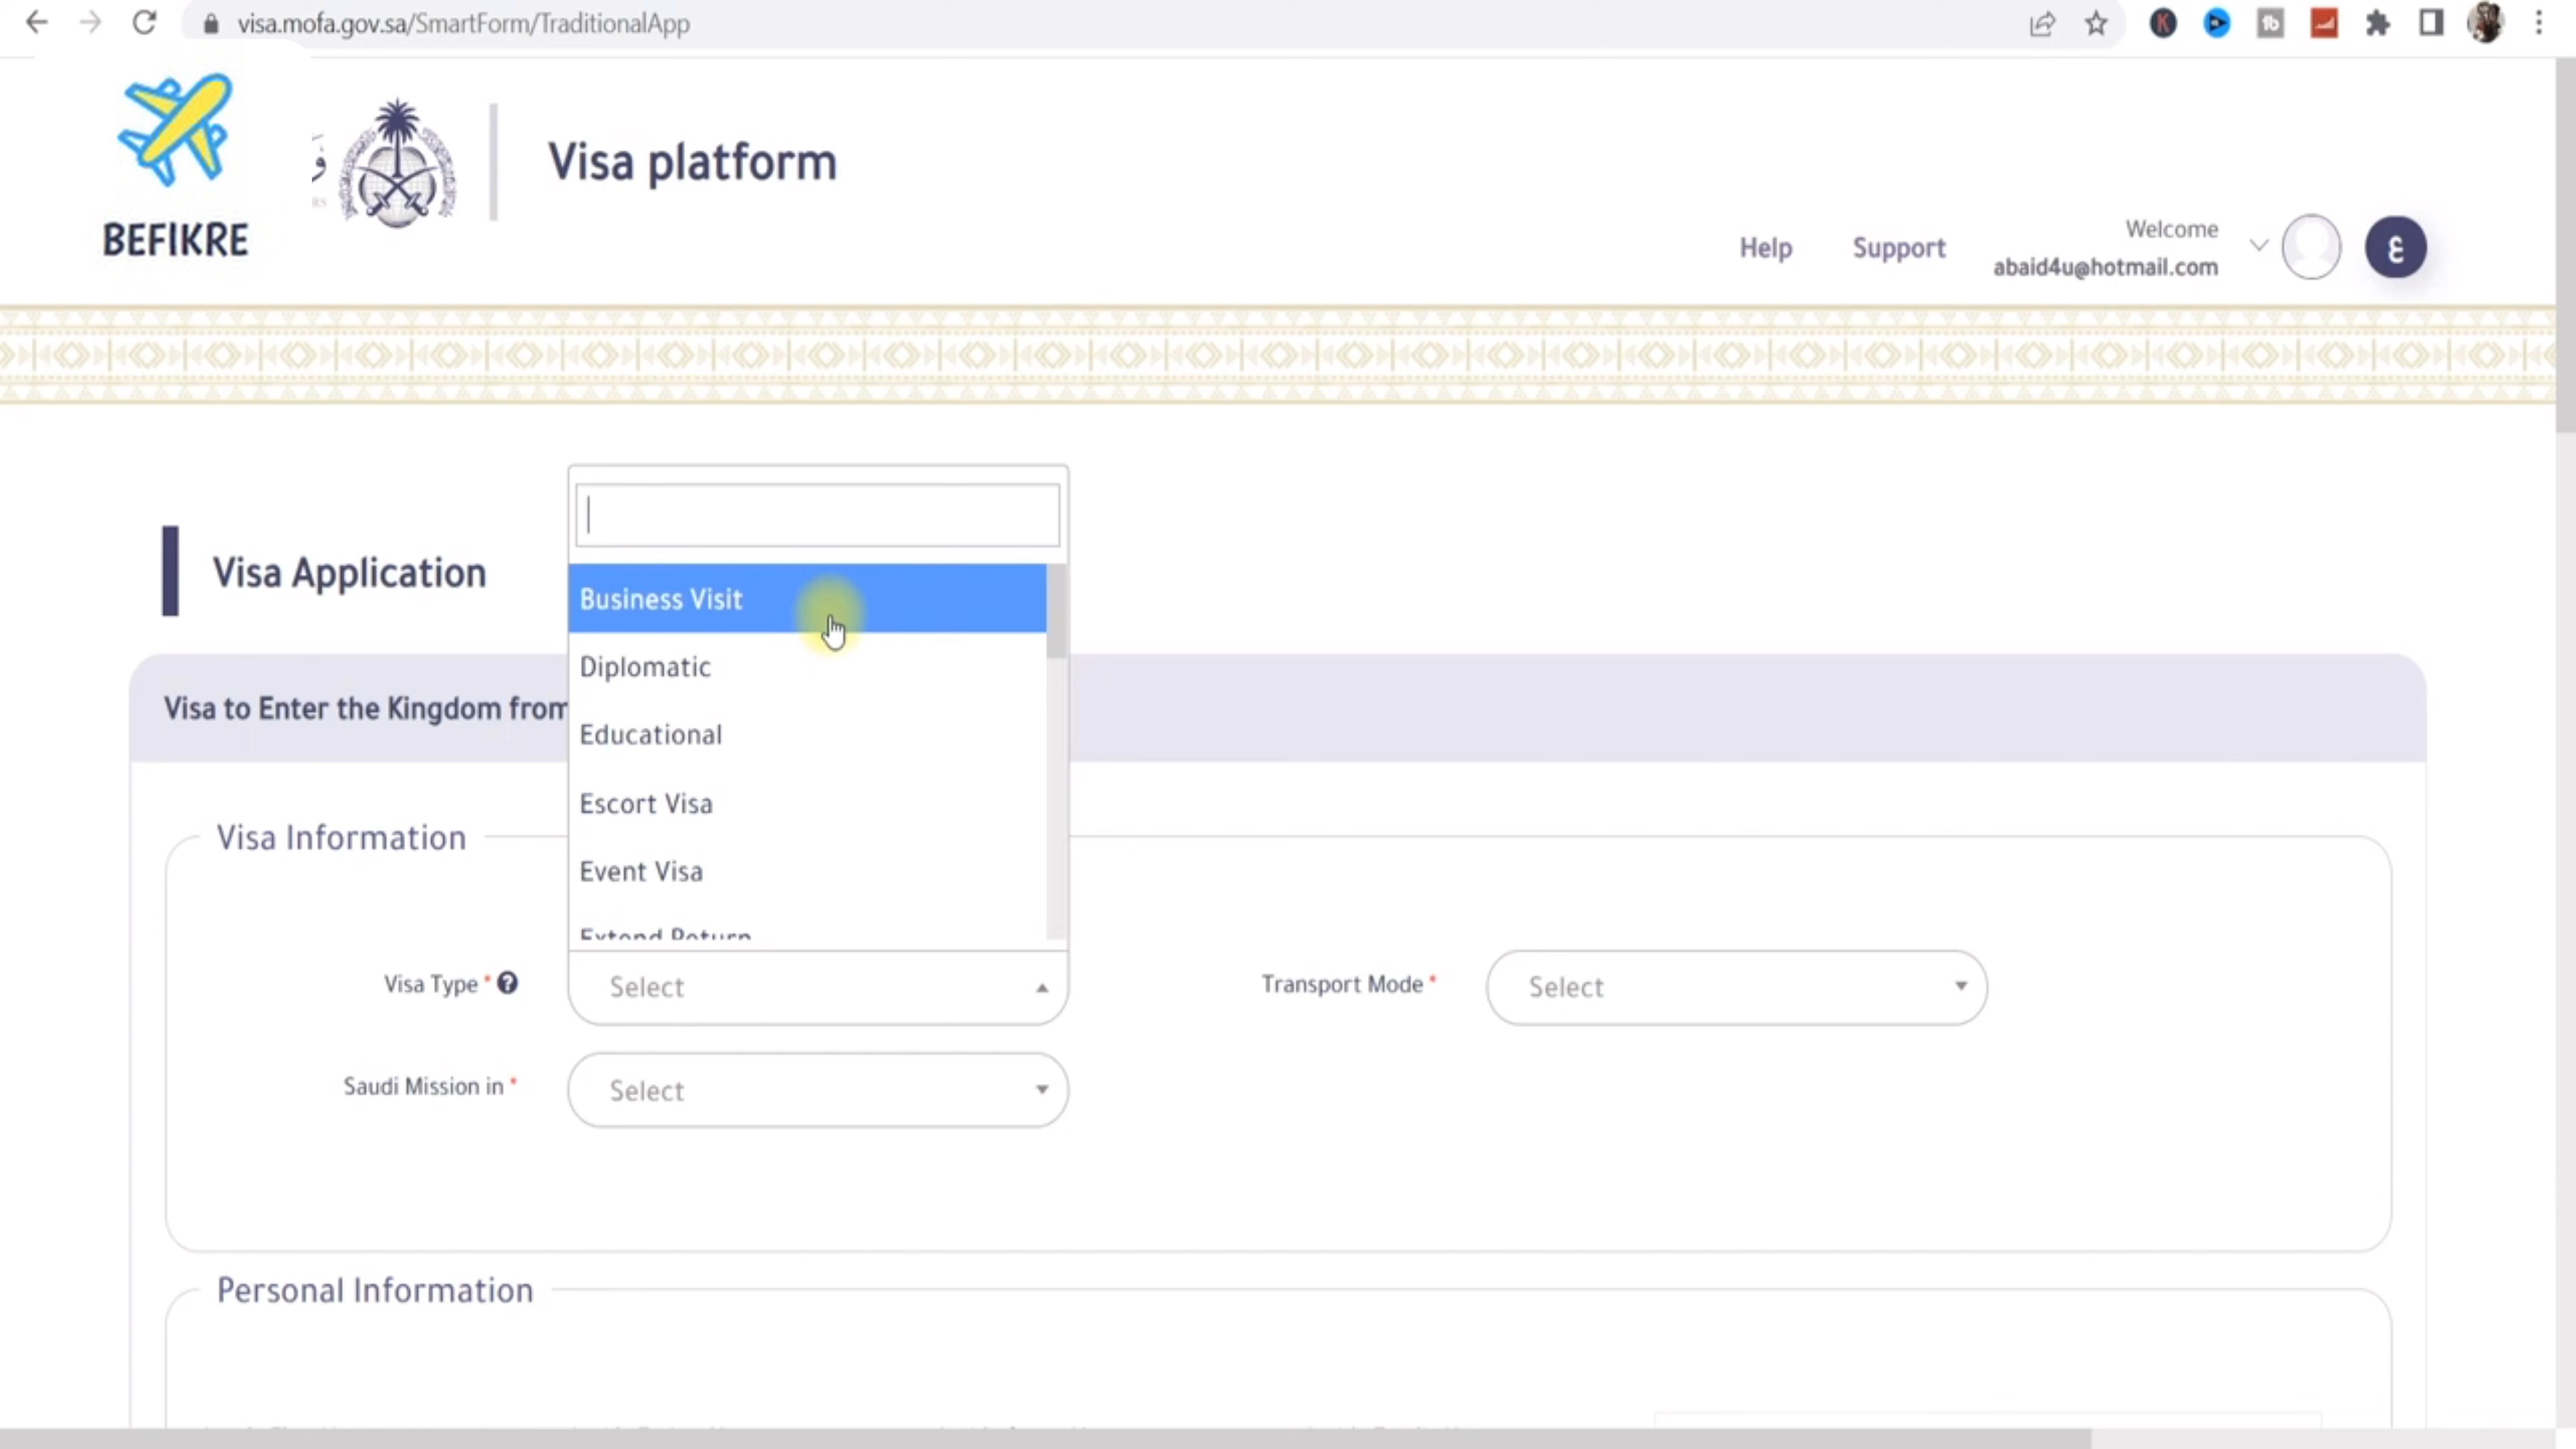 visa.mofa.gov.sa/SmartForm/TraditionalApp
BEFIKRE
Visa platform
Help
Support
Welcome
abaid4u@hotmail.com
ع
Visa Application
Business Visit
Diplomatic
Educational
Escort Visa
Event Visa
Extend Return
Visa to Enter the Kingdom from
Visa Information
Visa Type *
Select
Transport Mode *
Select
Saudi Mission in *
Select
Personal Information